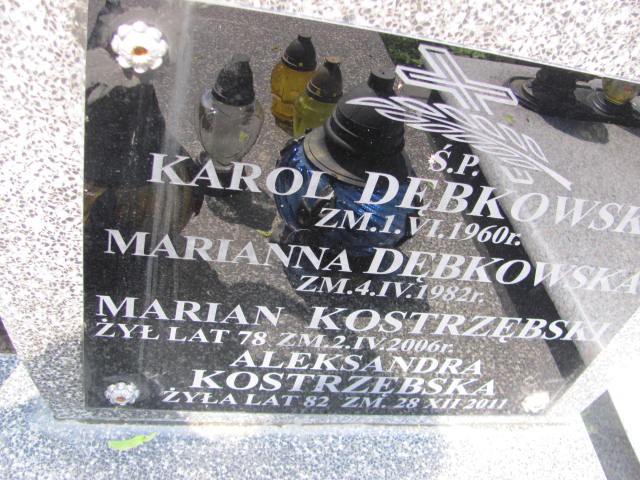 Ś.P.
KAROL DĘBKOWSK
ZM.1.VI.1960r.
MARIANNA DĘBKOWSKA
ZM.4.IV.1982r.
MARIAN KOSTRZĘBSKI
ŻYŁ LAT 78 ZM.2.IV.2006r.
ALEKSANDRA
KOSTRZĘBSKA
ŻYŁA LAT 82 ZM. 28 XII 2011